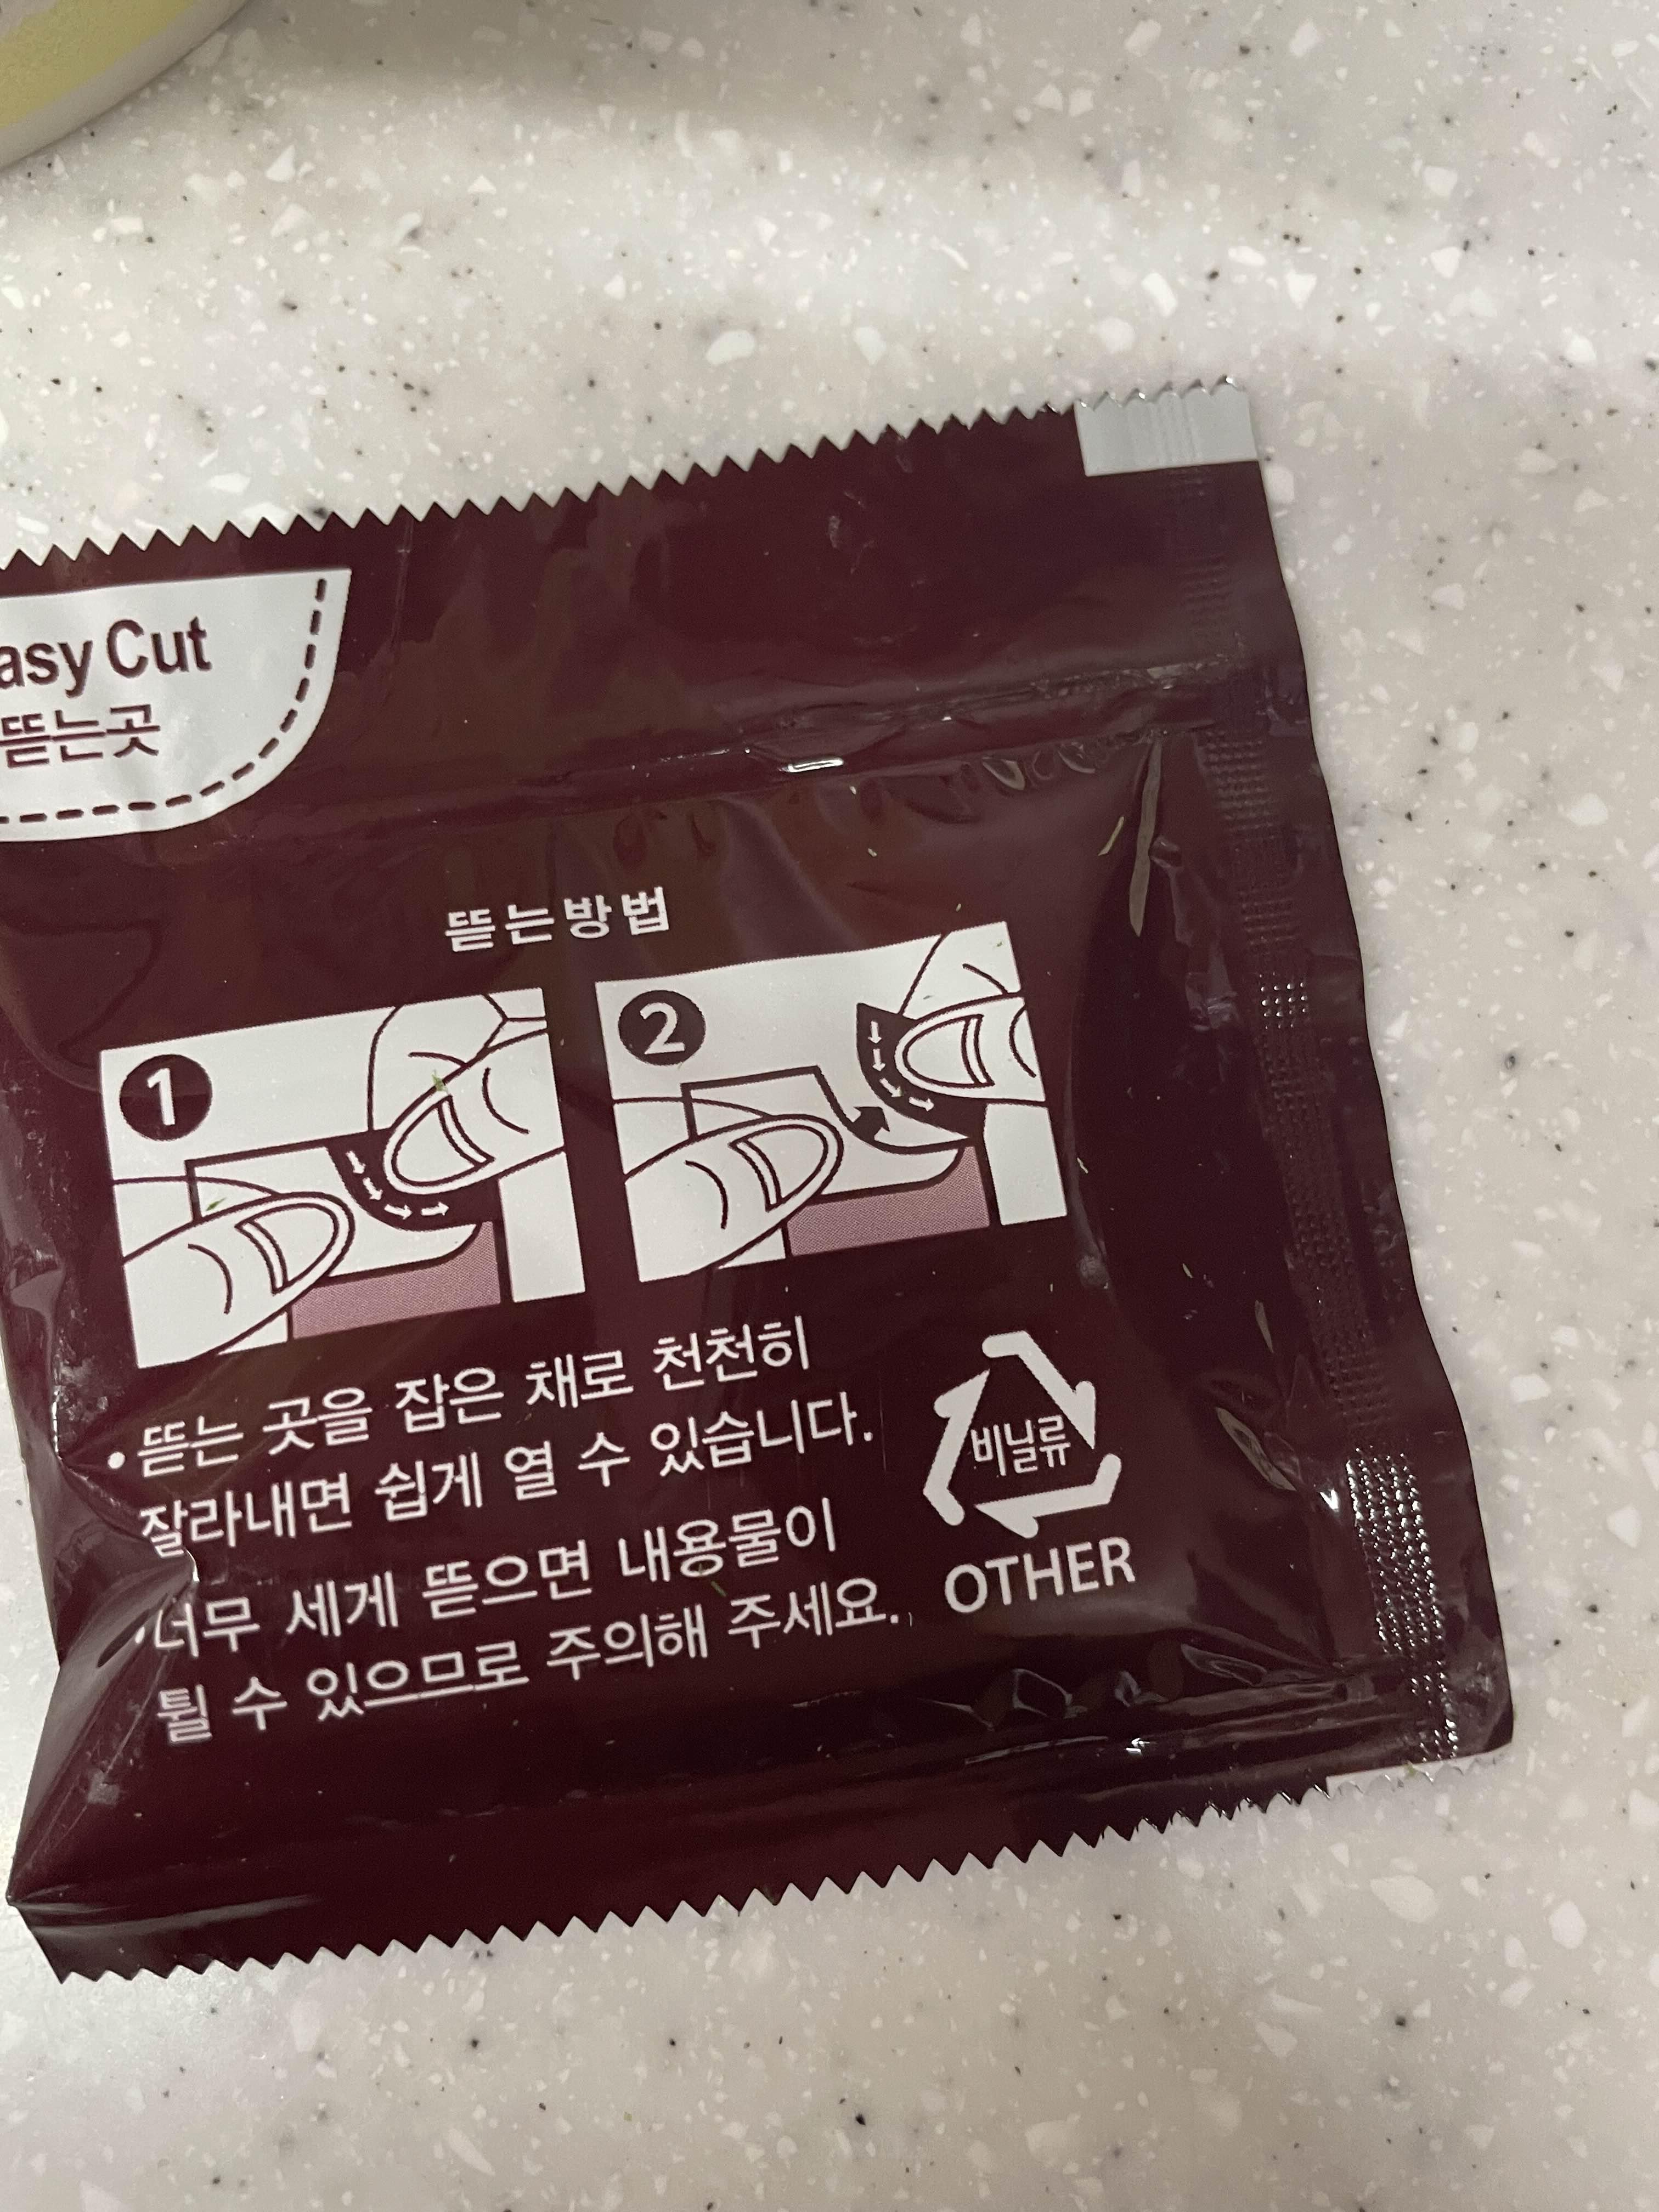 asy Cut
뜯는곳
뜯는방법
1
2
• 뜯는 곳을 잡은 채로 천천히
잘라내면 쉽게 열 수 있습니다.
• 너무 세게 뜯으면 내용물이
튈 수 있으므로 주의해 주세요.
비닐류
OTHER